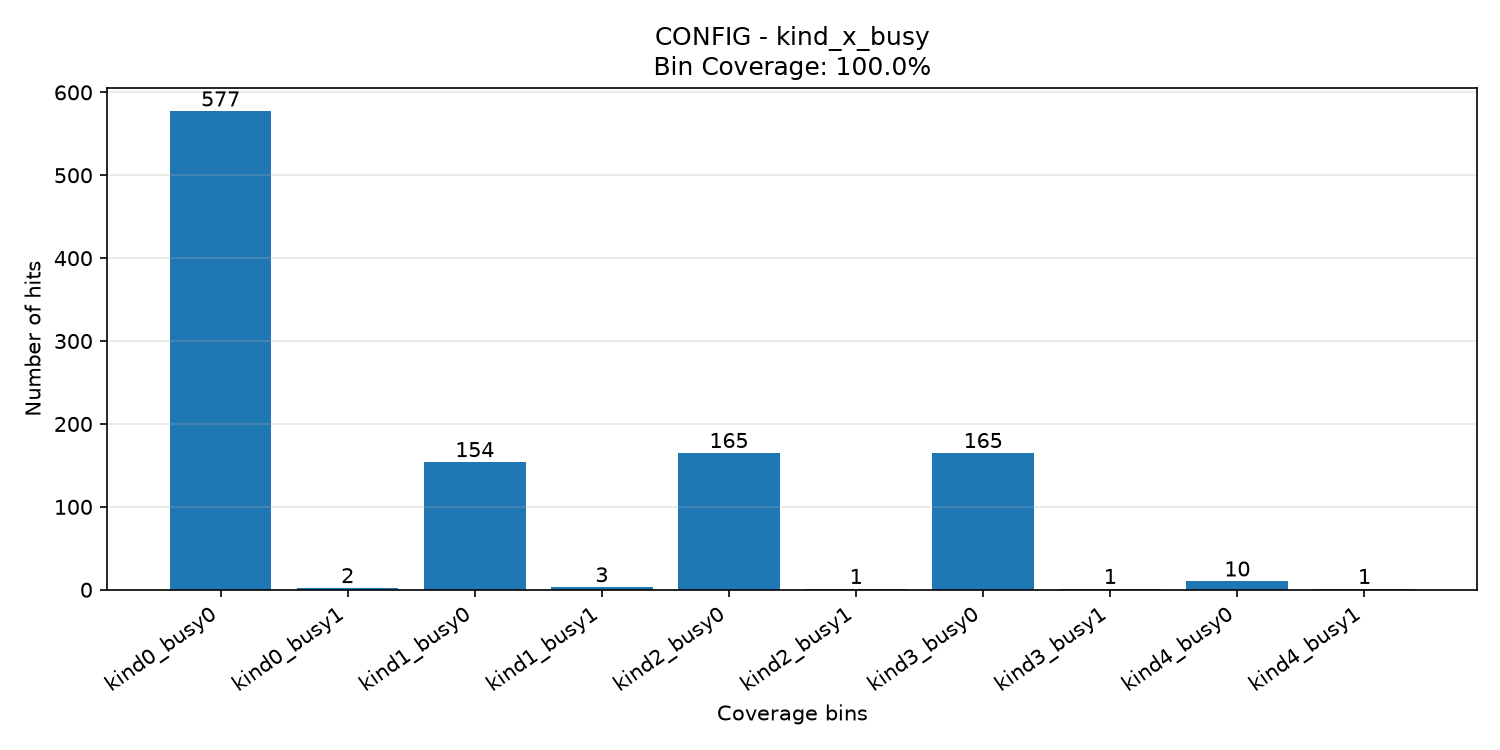 CONFIG - kind_x_busy
Bin Coverage: 100.0%
Number of hits
600
500
400
300
200
100
0
577
2
154
3
165
1
165
1
10
1
kind0_busy0
kind0_busy1
kind1_busy0
kind1_busy1
kind2_busy0
kind2_busy1
kind3_busy0
kind3_busy1
kind4_busy0
kind4_busy1
Coverage bins